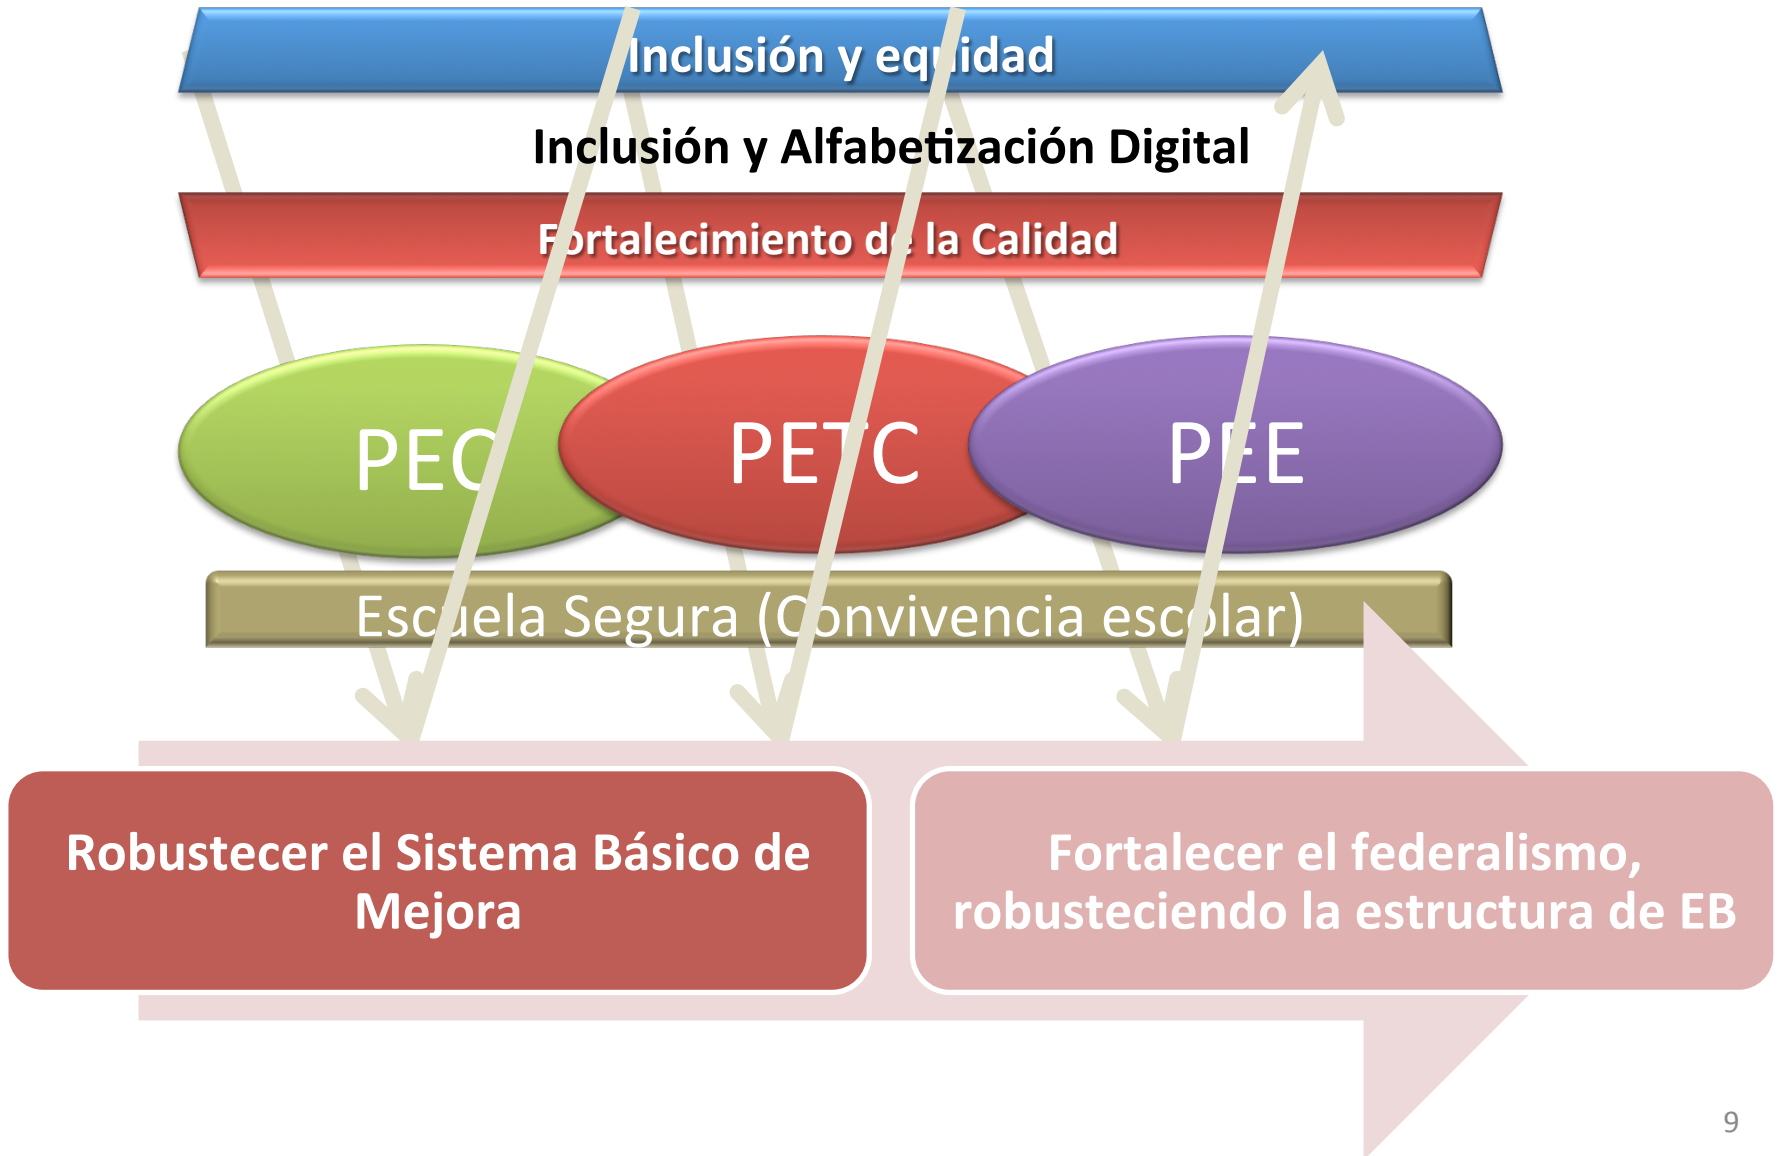 Inclusión y equidad
Inclusión y Alfabetización Digital
Fortalecimiento de la Calidad
PEC
PETC
PEE
Escuela Segura (Convivencia escolar)
Robustecer el Sistema Básico de
Mejora
Fortalecer el federalismo,
robusteciendo la estructura de EB
9